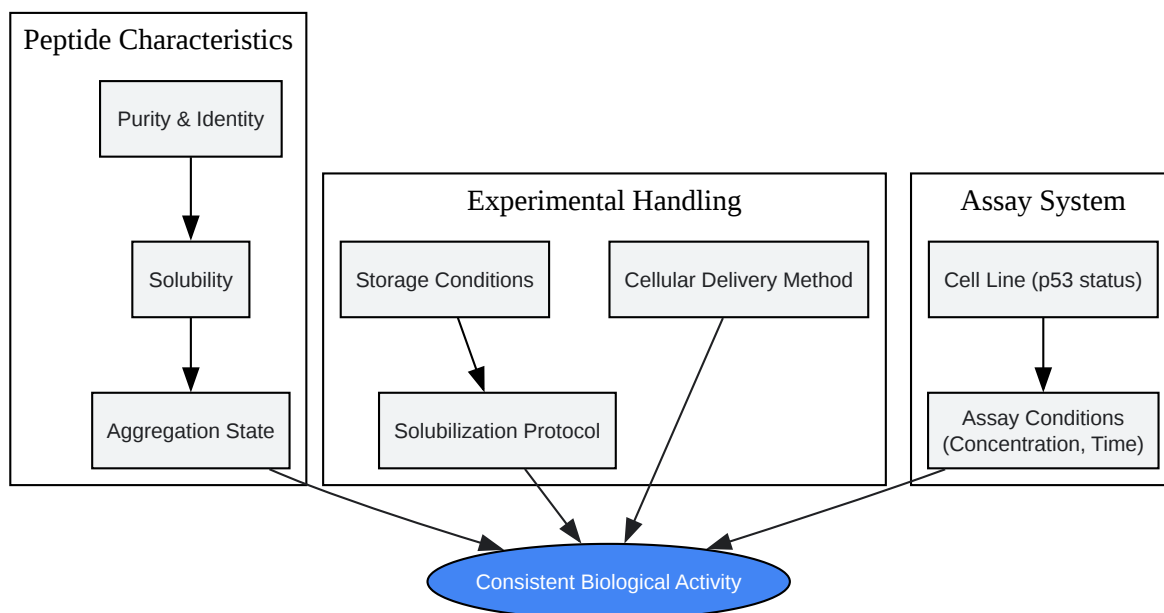 Peptide Characteristics
Purity & Identity
Solubility
Aggregation State
Experimental Handling
Storage Conditions
Cellular Delivery Method
Solubilization Protocol
Assay System
Cell Line (p53 status)
Assay Conditions
(Concentration, Time)
Consistent Biological Activity